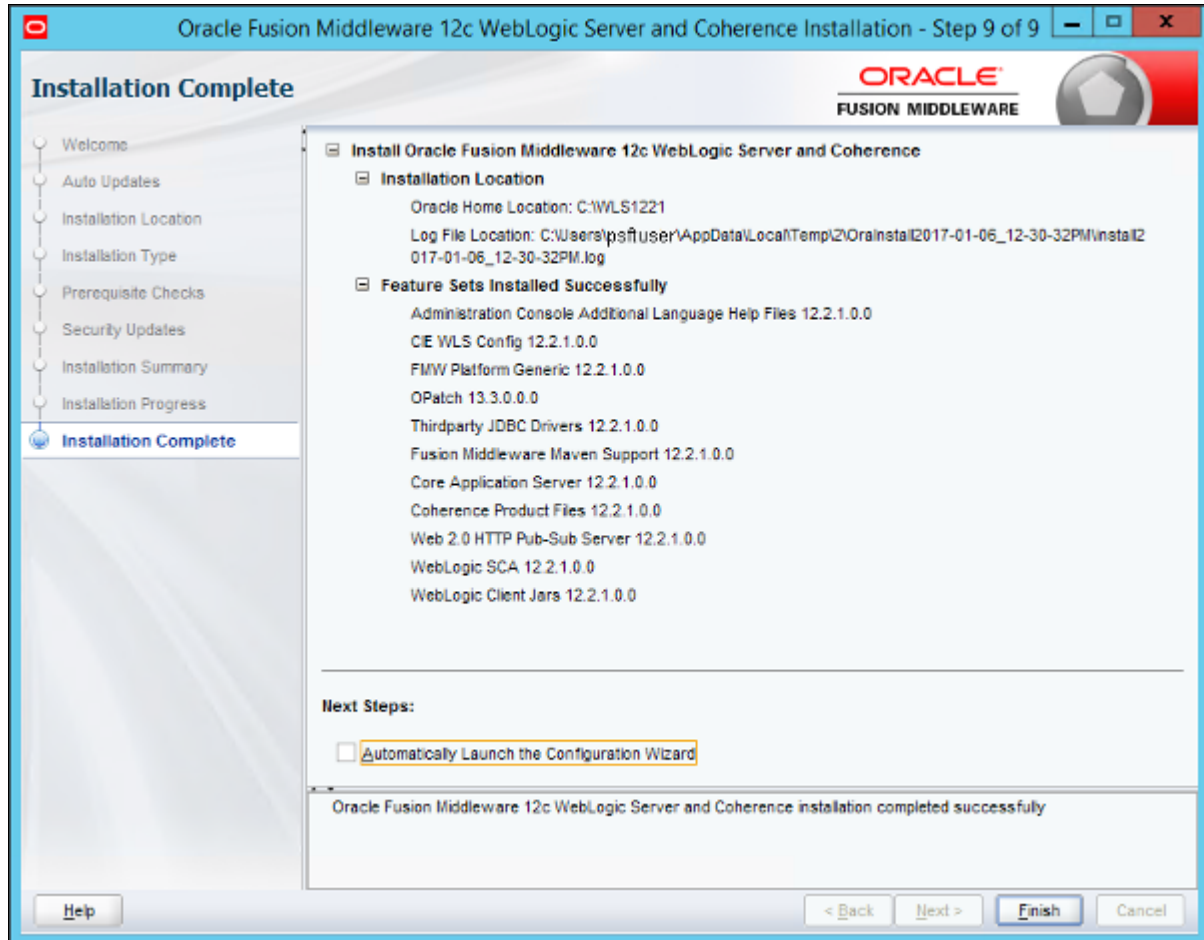 Oracle Fusion Middleware 12c WebLogic Server and Coherence Installation - Step 9 of 9
Installation Complete
ORACLE
FUSION MIDDLEWARE
Welcome
Auto Updates
Installation Location
Installation Type
Prerequisite Checks
Security Updates
Installation Summary
Installation Progress
Installation Complete
Install Oracle Fusion Middleware 12c WebLogic Server and Coherence
Installation Location
Oracle Home Location: C:\WLS1221
Log File Location: C:\Users\psftuser\AppData\Local\Temp\2\OraInstall2017-01-06_12-30-32PM\install2
017-01-06_12-30-32PM.log
Feature Sets Installed Successfully
Administration Console Additional Language Help Files 12.2.1.0.0
CIE WLS Config 12.2.1.0.0
FMW Platform Generic 12.2.1.0.0
OPatch 13.3.0.0.0
Thirdparty JDBC Drivers 12.2.1.0.0
Fusion Middleware Maven Support 12.2.1.0.0
Core Application Server 12.2.1.0.0
Coherence Product Files 12.2.1.0.0
Web 2.0 HTTP Pub-Sub Server 12.2.1.0.0
WebLogic SCA 12.2.1.0.0
WebLogic Client Jars 12.2.1.0.0
Next Steps:
Automatically Launch the Configuration Wizard
Oracle Fusion Middleware 12c WebLogic Server and Coherence installation completed successfully
Help
< Back
Next >
Finish
Cancel